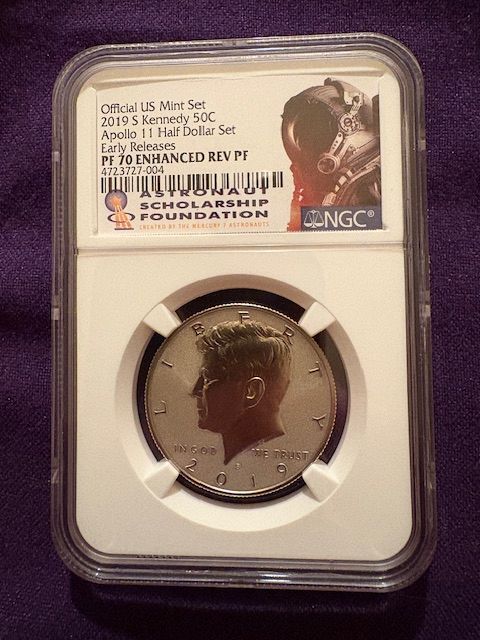 Official US Mint Set
2019 S Kennedy 50C
Apollo 11 Half Dollar Set
Early Releases
PF 70 ENHANCED REV PF
4723727-004
ASTRONAUT
SCHOLARSHIP
FOUNDATION
CREATED BY THE MERCURY 7 ASTRONAUTS
NGC®
LIBERTY
IN GOD WE TRUST
2019